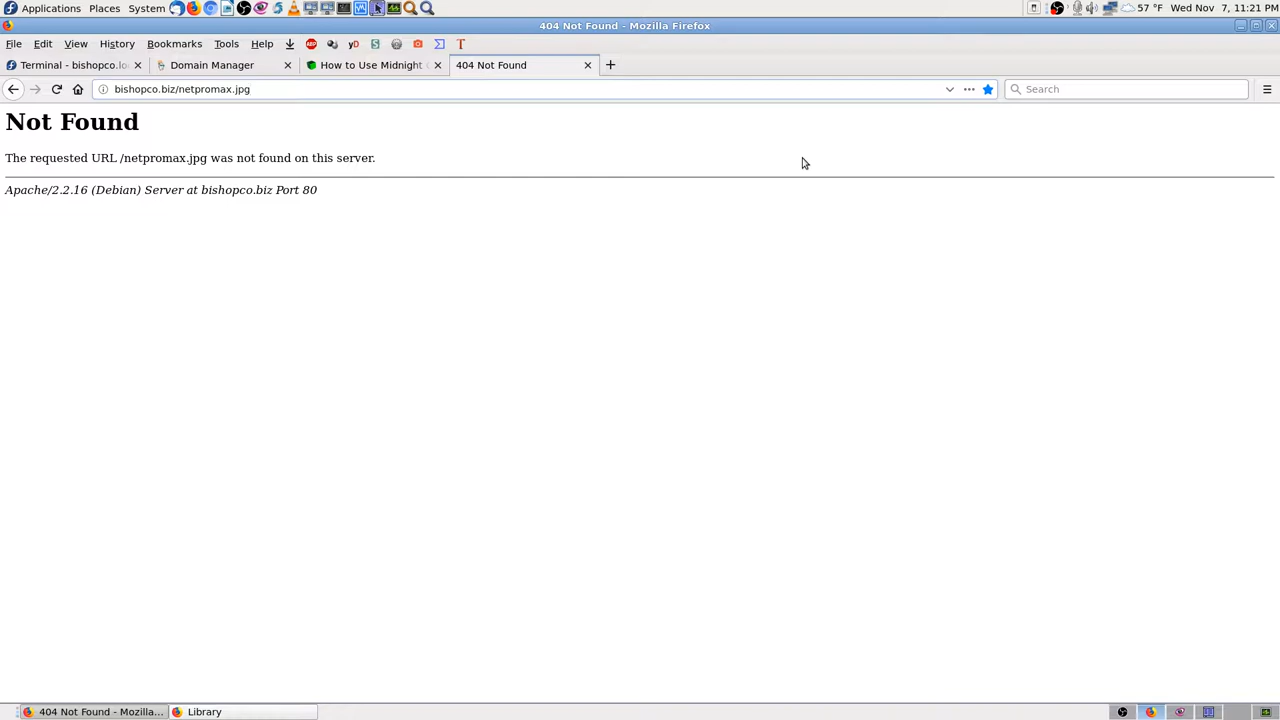 Applications Places System 57 °F Wed Nov 7, 11:21 PM
404 Not Found - Mozilla Firefox
File Edit View History Bookmarks Tools Help
Terminal - bishopco.lo Domain Manager How to Use Midnight 404 Not Found
bishopco.biz/netpromax.jpg Search
Not Found
The requested URL /netpromax.jpg was not found on this server.
Apache/2.2.16 (Debian) Server at bishopco.biz Port 80
404 Not Found - Mozilla... Library